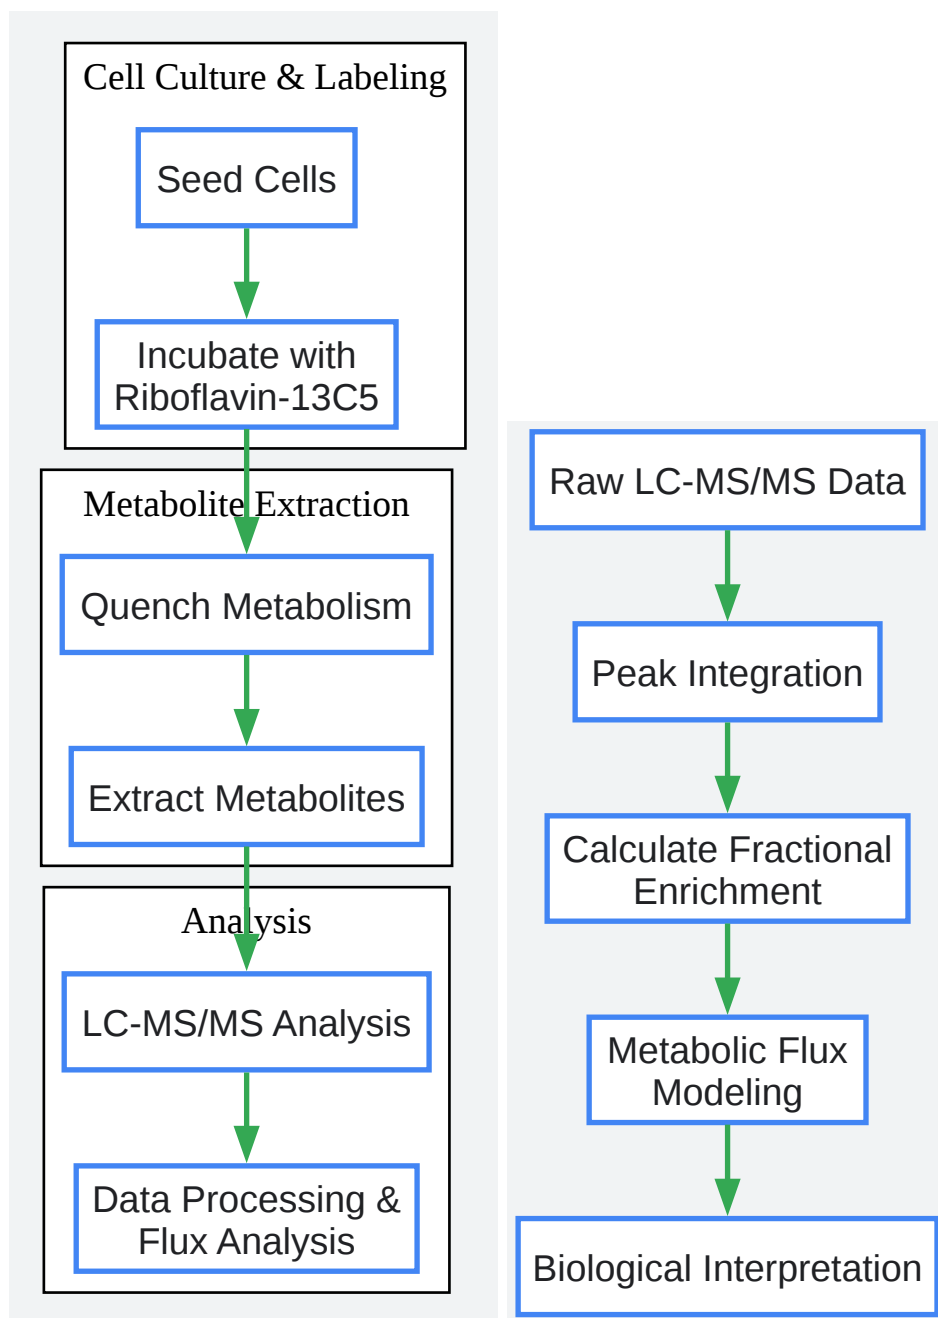 Cell Culture & Labeling
Seed Cells
Incubate with
Riboflavin-13C5
Metabolite Extraction
Quench Metabolism
Extract Metabolites
Analysis
LC-MS/MS Analysis
Data Processing &
Flux Analysis
Raw LC-MS/MS Data
Peak Integration
Calculate Fractional
Enrichment
Metabolic Flux
Modeling
Biological Interpretation